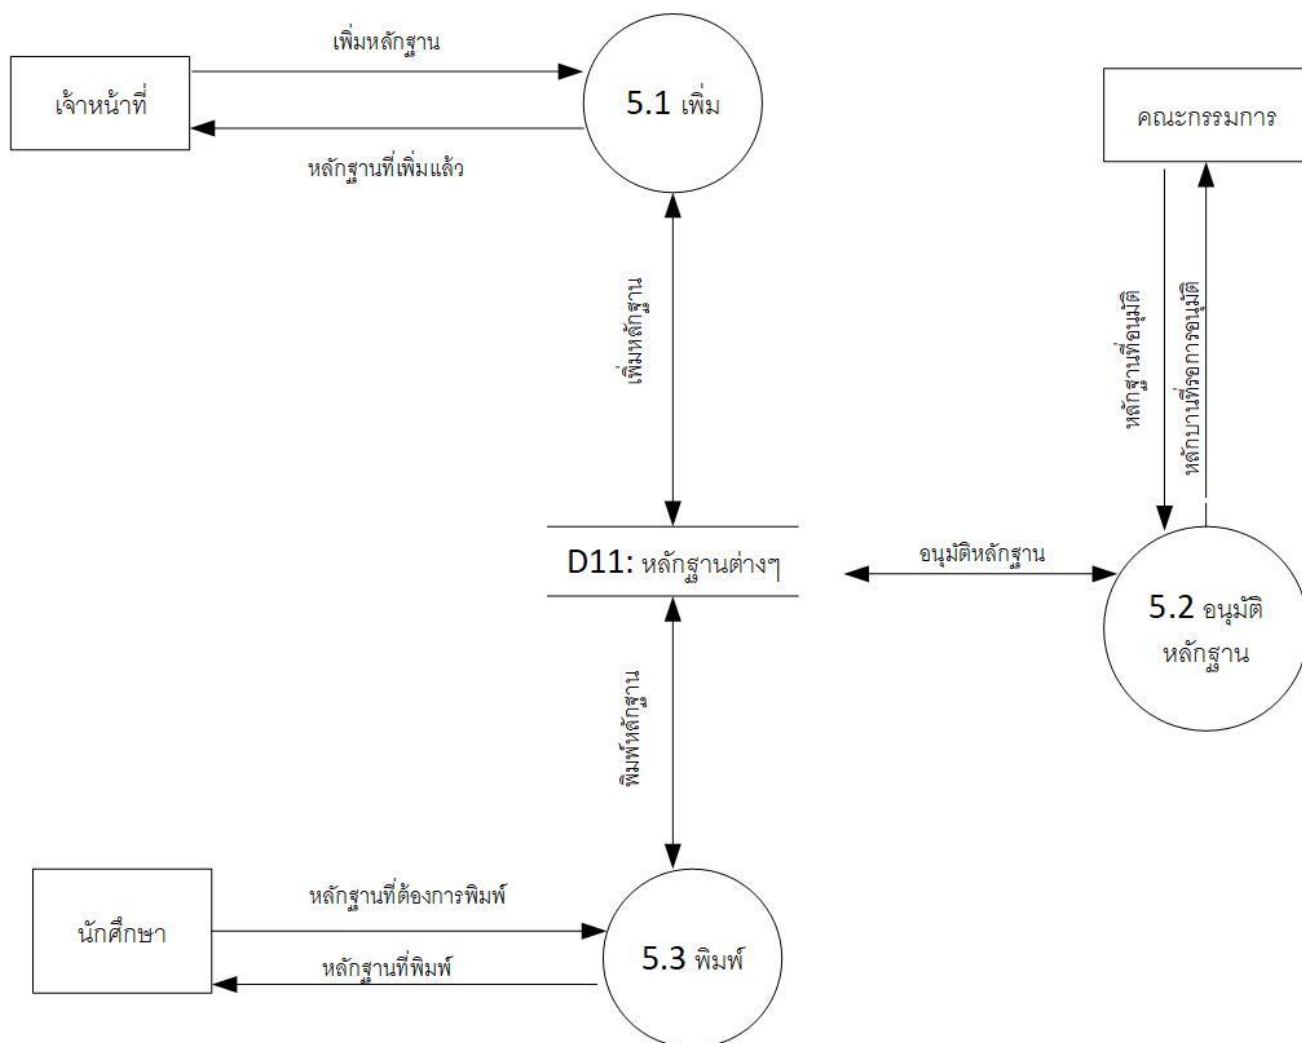 เพิ่มหลักฐาน
เจ้าหน้าที่
5.1 เพิ่ม
คณะกรรมการ
หลักฐานที่เพิ่มแล้ว
เพิ่มหลักฐาน
หลักฐานที่อนุมัติ
หลักบานที่รอการอนุมัติ
D11: หลักฐานต่างๆ
อนุมัติหลักฐาน
5.2 อนุมัติ
หลักฐาน
พิมพ์หลักฐาน
หลักฐานที่ต้องการพิมพ์
นักศึกษา
5.3 พิมพ์
หลักฐานที่พิมพ์